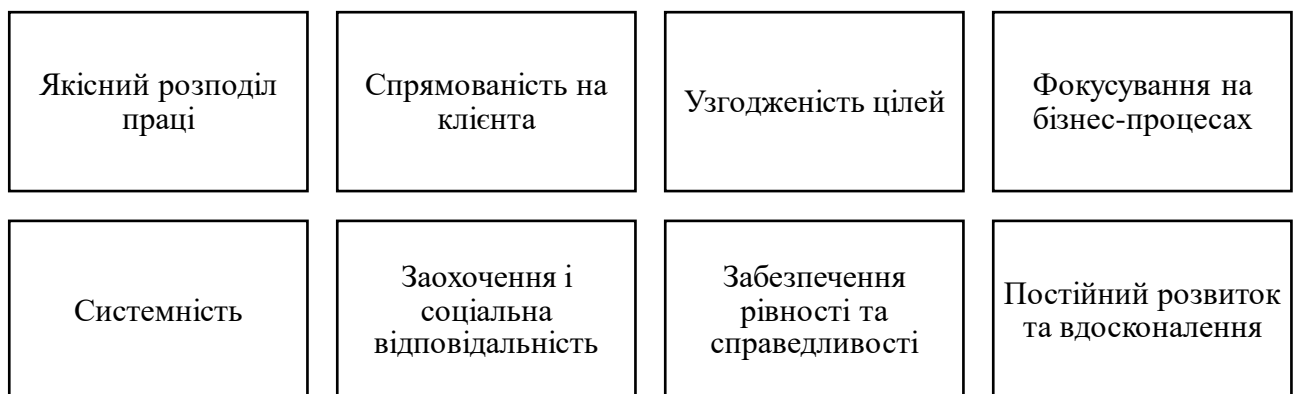 Якісний розподіл
праці
Спрямованість на
клієнта
Узгодженість цілей
Фокусування на
бізнес-процесах
Системність
Заохочення і
соціальна
відповідальність
Забезпечення
рівності та
справедливості
Постійний розвиток
та вдосконалення